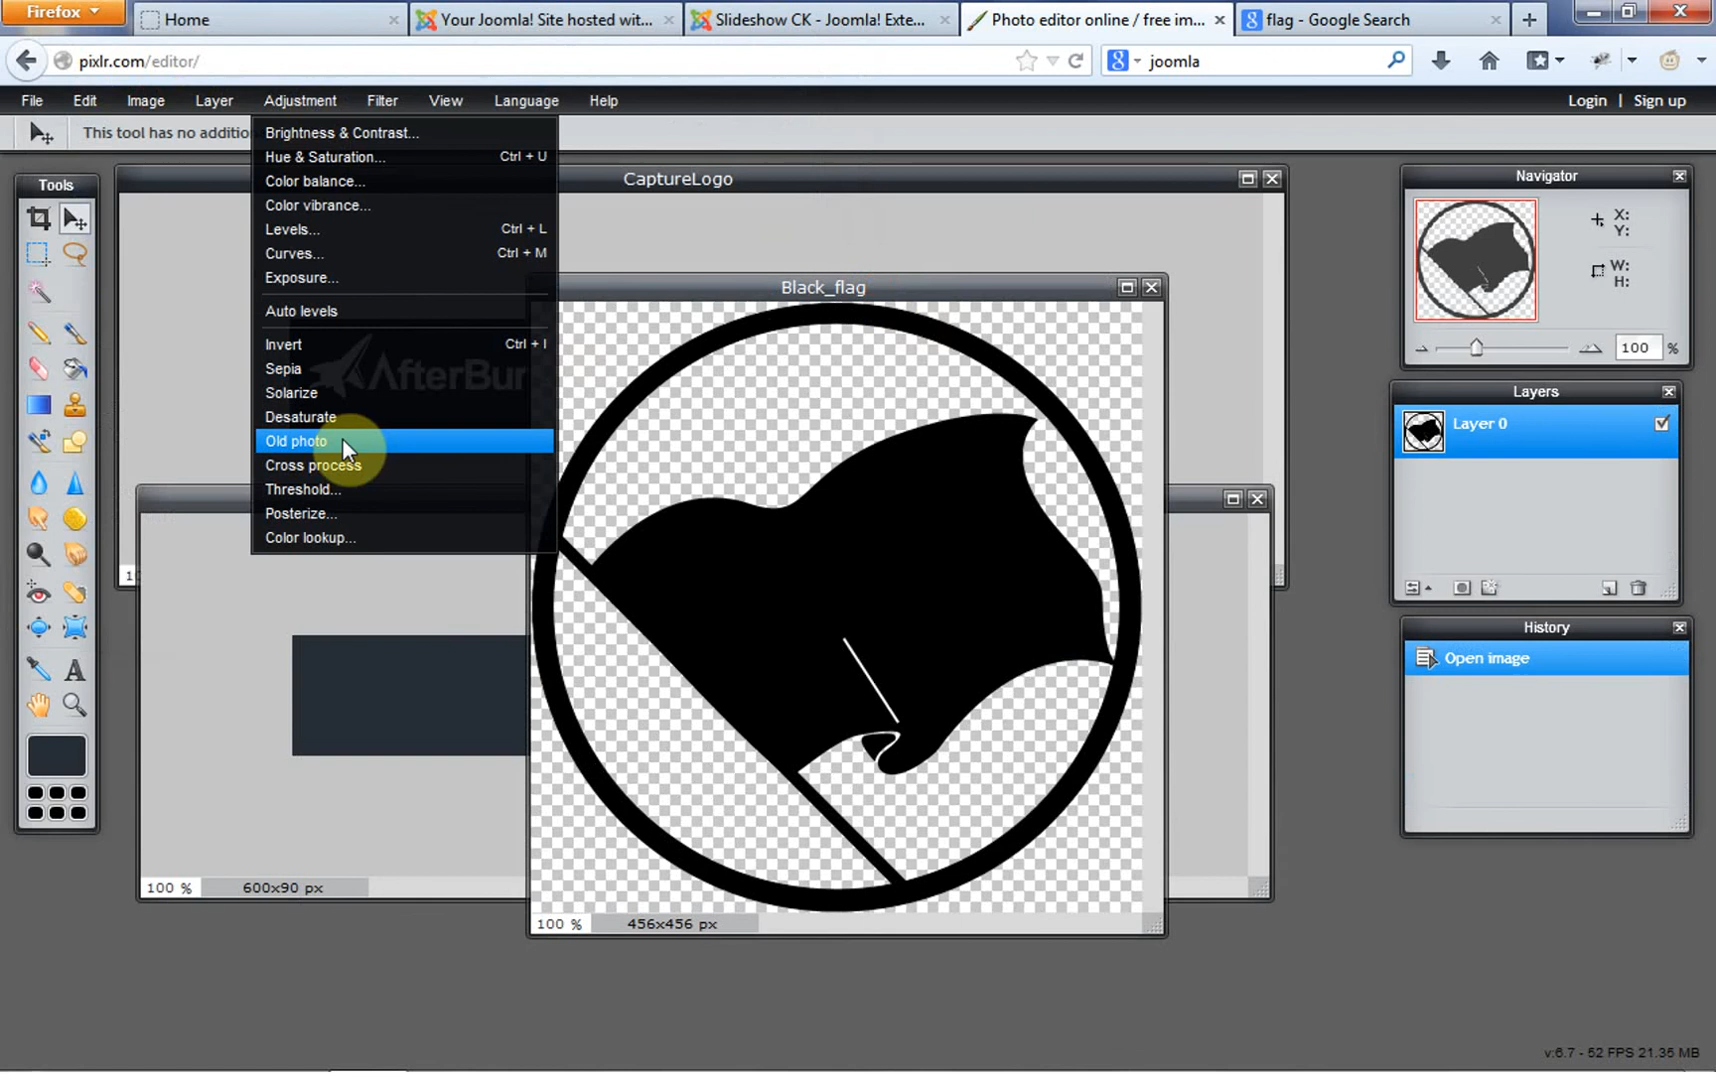 Firefox
Home
Your Joomla! Site hosted wit...
Slideshow CK - Joomla! Exte...
Photo editor online / free im...
flag - Google Search
pixlr.com/editor/
joomla
File Edit Image Layer Adjustment Filter View Language Help
Login | Sign up
This tool has no additio
Brightness & Contrast...
Hue & Saturation... Ctrl + U
Color balance...
Color vibrance...
Levels... Ctrl + L
Curves... Ctrl + M
Exposure...
Auto levels
Invert Ctrl + I
Sepia
Solarize
Desaturate
Old photo
Cross process
Threshold...
Posterize...
Color lookup...
Tools
CaptureLogo
AfterBur
Black_flag
100 % 456x456 px
100 % 600x90 px
Navigator
X:
Y:
W:
H:
100 %
Layers
Layer 0
History
Open image
v:6.7 - 52 FPS 21.35 MB